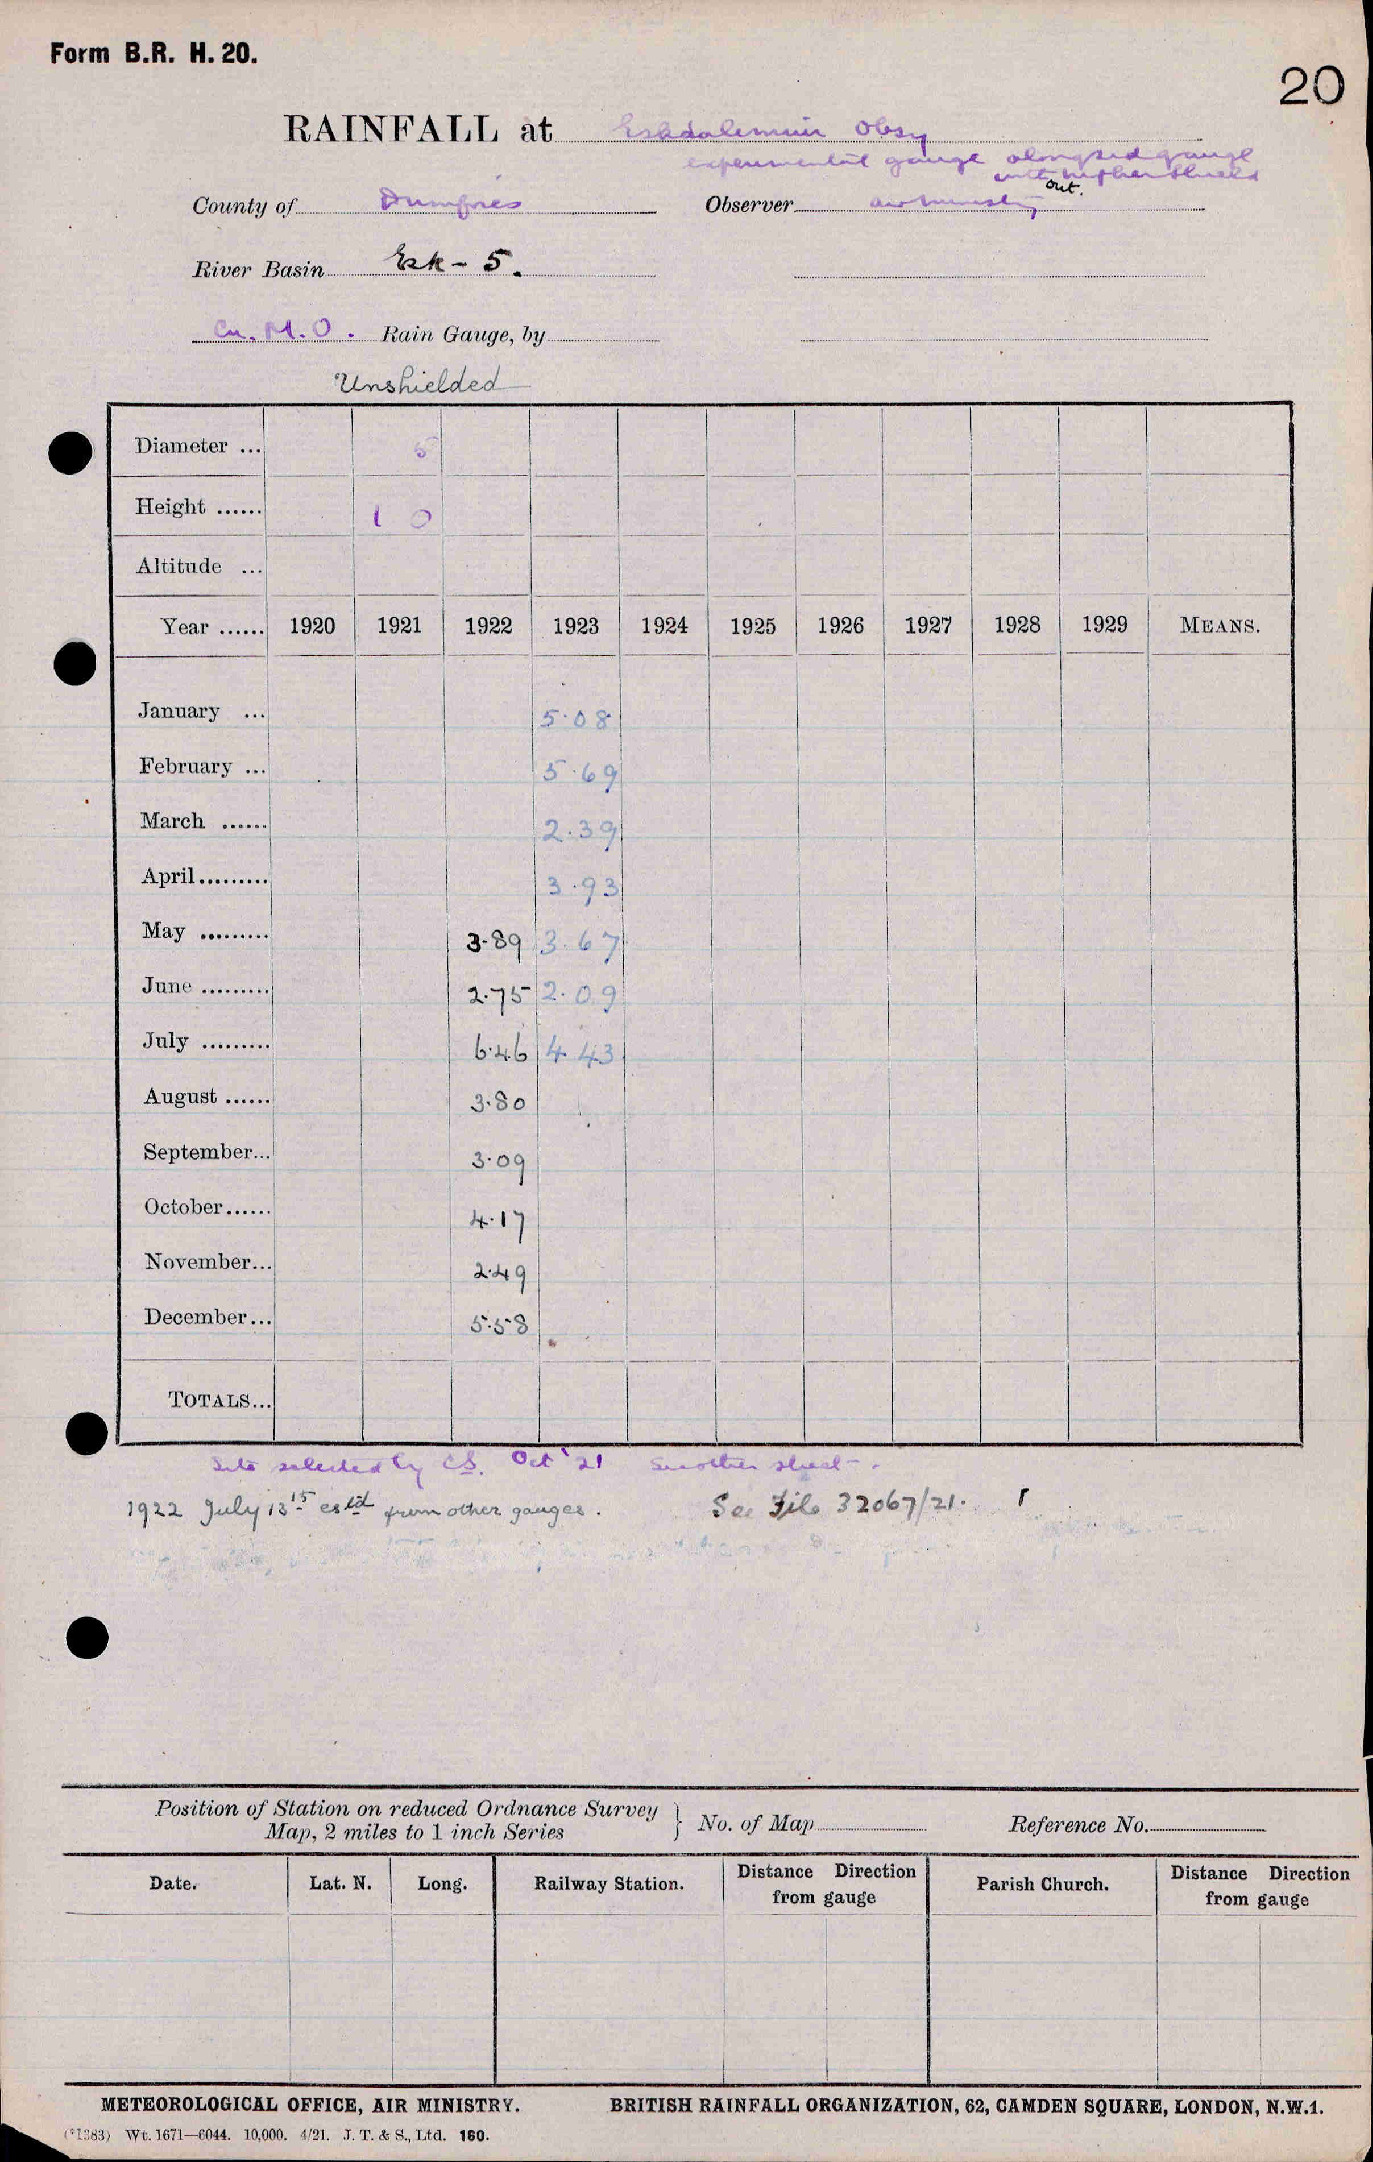 Form B.R. H. 20.
20
RAINFALL at Eskdalemuir Obsy
experimental gauge alongside gauge
with Nipher Shield
out.
County of Dumfries Observer Air Ministry
River Basin Esk - 5.
Cu. M.O. Rain Gauge, by
Unshielded
Diameter ... 5
Height ...... 1 0
Altitude ...
Year ...... 1920 1921 1922 1923 1924 1925 1926 1927 1928 1929 MEANS.
January ... 5.08
February ... 5.69
March ...... 2.39
April ......... 3.93
May ......... 3.89 3.67
June ......... 2.75 2.09
July ......... 6.46 4.43
August ...... 3.80
September... 3.09
October...... 4.17
November... 2.49
December... 5.58
TOTALS...
Site selected by C.S. Oct '21 See other sheet.
1922 July 13-15 estd from other gauges. See File 32067/21.
Position of Station on reduced Ordnance Survey
Map, 2 miles to 1 inch Series } No. of Map Reference No.
Date. Lat. N. Long. Railway Station. Distance Direction from gauge Parish Church. Distance Direction from gauge
METEOROLOGICAL OFFICE, AIR MINISTRY. BRITISH RAINFALL ORGANIZATION, 62, CAMDEN SQUARE, LONDON, N.W.1.
(*1383) Wt. 1671—6044. 10,000. 4/21. J. T. & S., Ltd. 160.